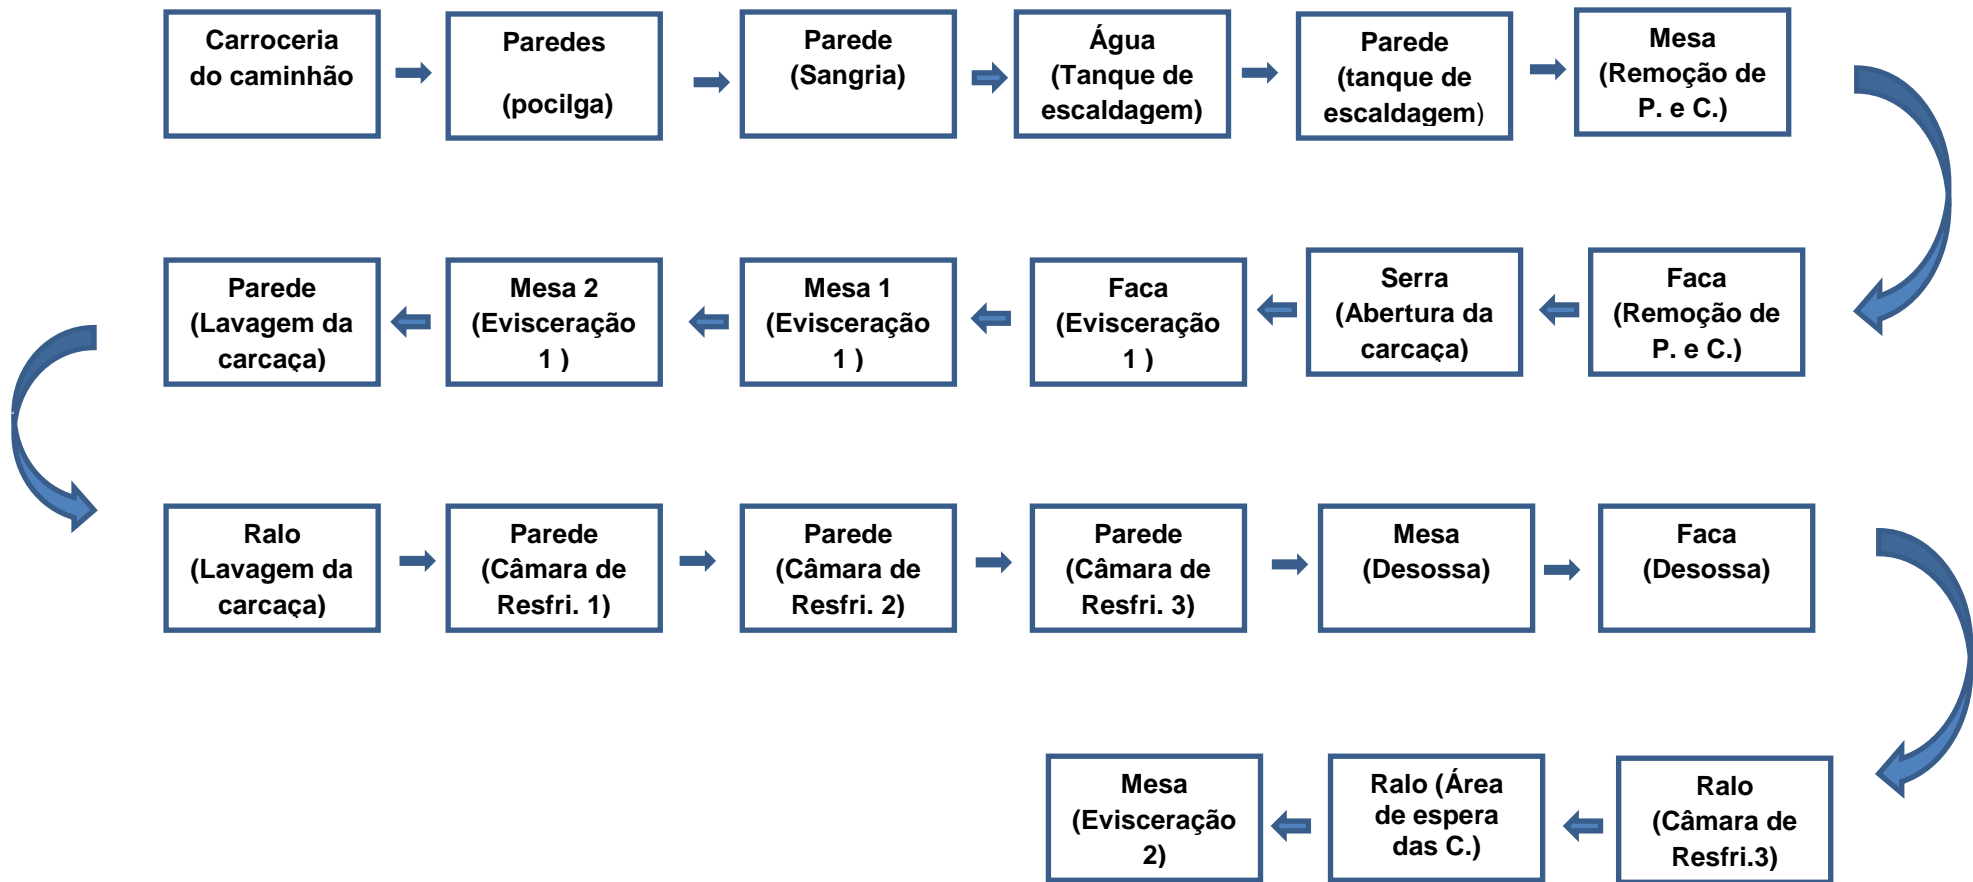 Carroceria
do caminhão
Paredes
(pocilga)
Parede
(Sangria)
Água
(Tanque de
escaldagem)
Parede
(tanque de
escaldagem)
Mesa
(Remoção de
P. e C.)
Faca
(Remoção de
P. e C.)
Serra
(Abertura da
carcaça)
Faca
(Evisceração
1 )
Mesa 1
(Evisceração
1 )
Mesa 2
(Evisceração
1 )
Parede
(Lavagem da
carcaça)
Ralo
(Lavagem da
carcaça)
Parede
(Câmara de
Resfri. 1)
Parede
(Câmara de
Resfri. 2)
Parede
(Câmara de
Resfri. 3)
Mesa
(Desossa)
Faca
(Desossa)
Ralo
(Câmara de
Resfri.3)
Ralo (Área
de espera
das C.)
Mesa
(Evisceração
2)